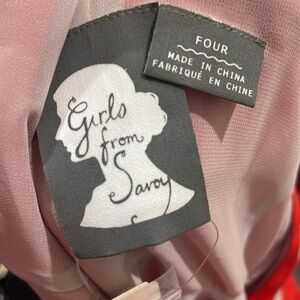 Girls
from
Savoy
FOUR
MADE IN CHINA
FABRIQUÉ EN CHINE